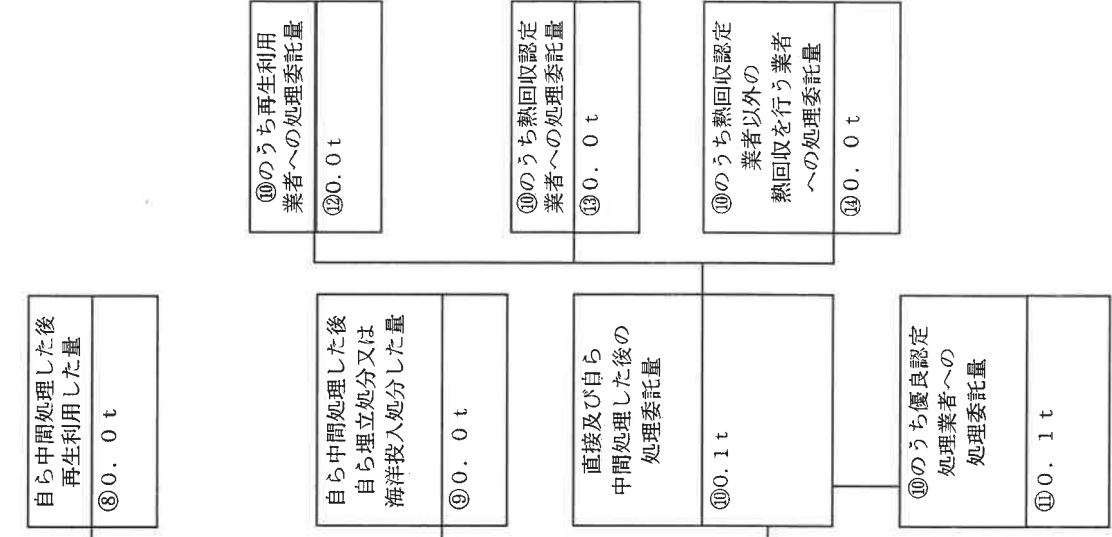 自ら中間処理した後
再生利用した量
⑧0.0t
自ら中間処理した後
自ら埋立処分又は
海洋投入処分した量
⑨0.0t
直接及び自ら
中間処理した後の
処理委託量
⑩0.1t
⑩のうち優良認定
処理業者への
処理委託量
⑪0.1t
⑩のうち再生利用
業者への処理委託量
⑫0.0t
⑩のうち熱回収認定
業者への処理委託量
⑬0.0t
⑩のうち熱回収認定
業者以外の
熱回収を行う業者
への処理委託量
⑭0.0t